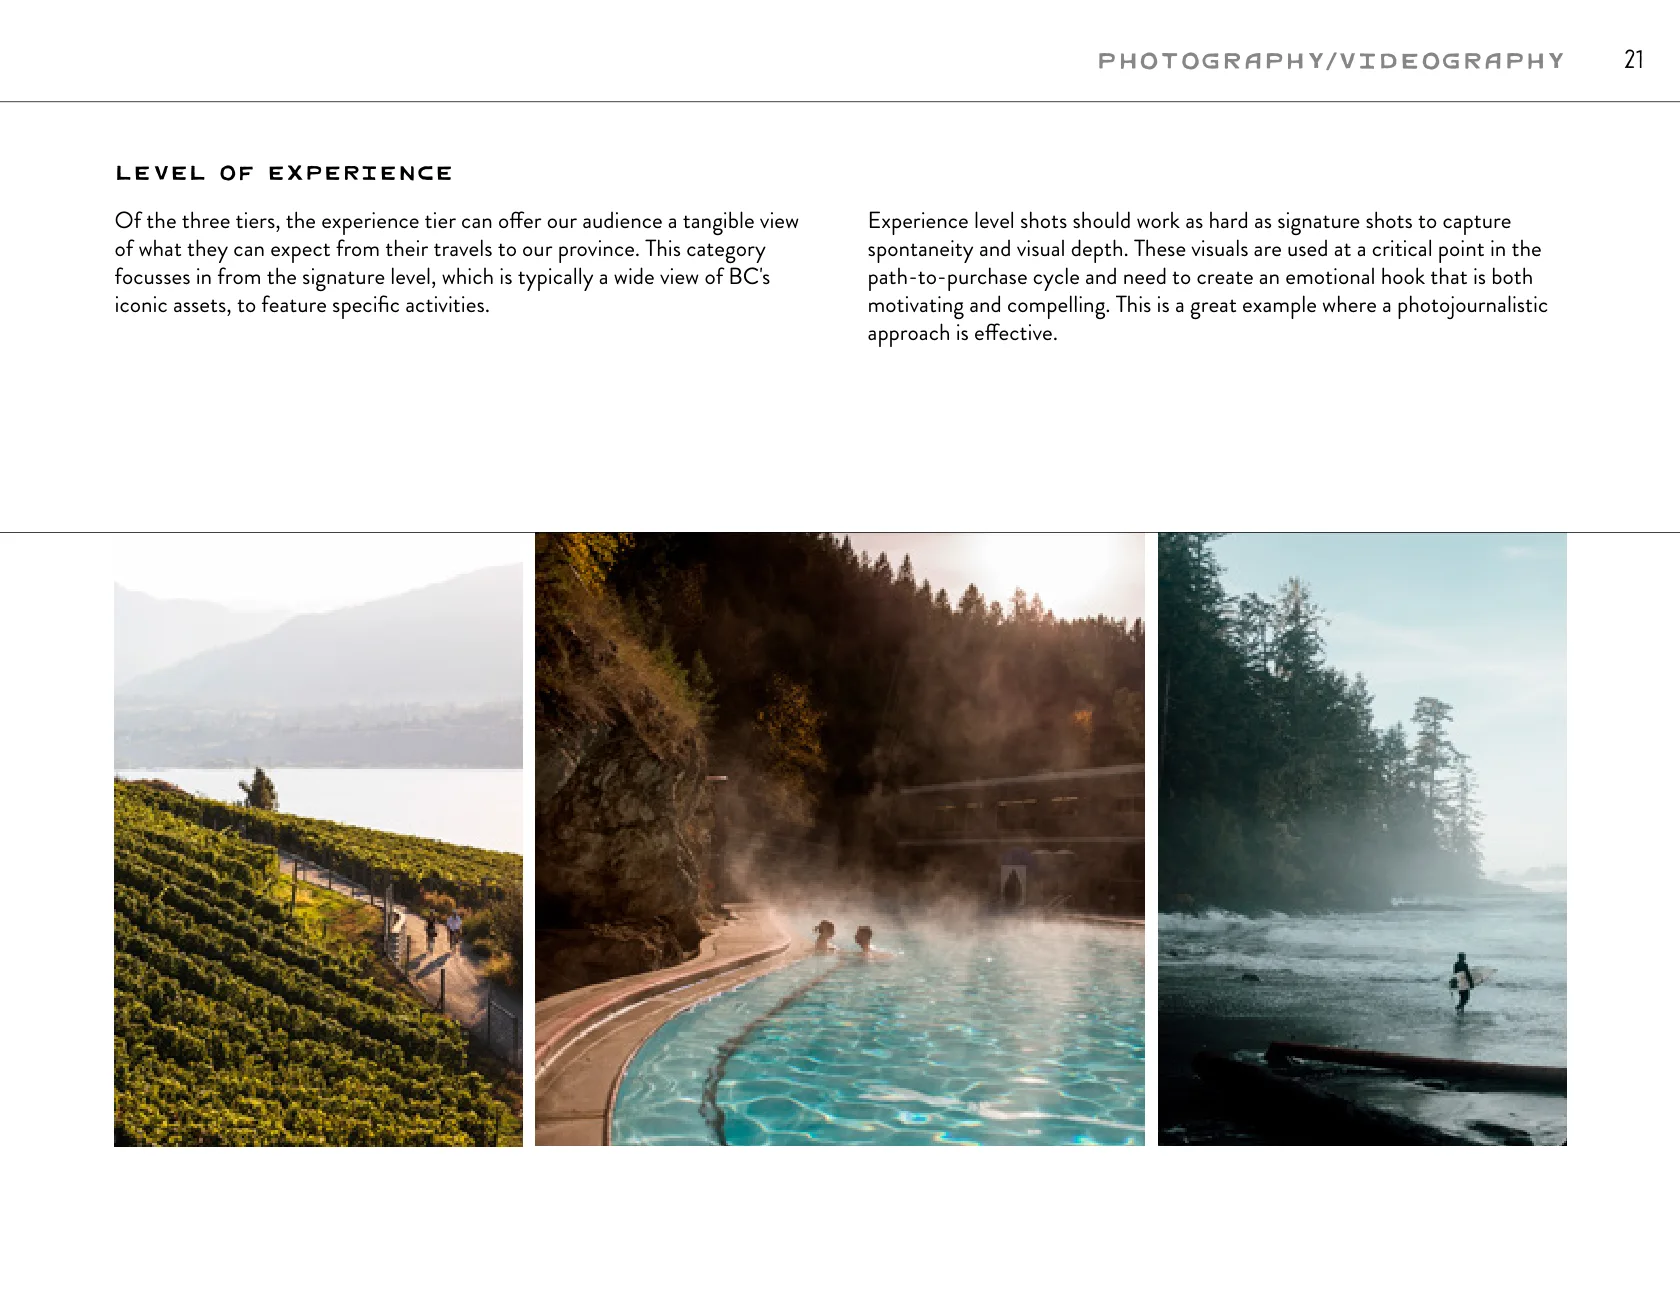 PHOTOGRAPHY/VIDEOGRAPHY 21
LEVEL OF EXPERIENCE
Of the three tiers, the experience tier can offer our audience a tangible view
of what they can expect from their travels to our province. This category
focusses in from the signature level, which is typically a wide view of BC's
iconic assets, to feature specific activities.
Experience level shots should work as hard as signature shots to capture
spontaneity and visual depth. These visuals are used at a critical point in the
path-to-purchase cycle and need to create an emotional hook that is both
motivating and compelling. This is a great example where a photojournalistic
approach is effective.